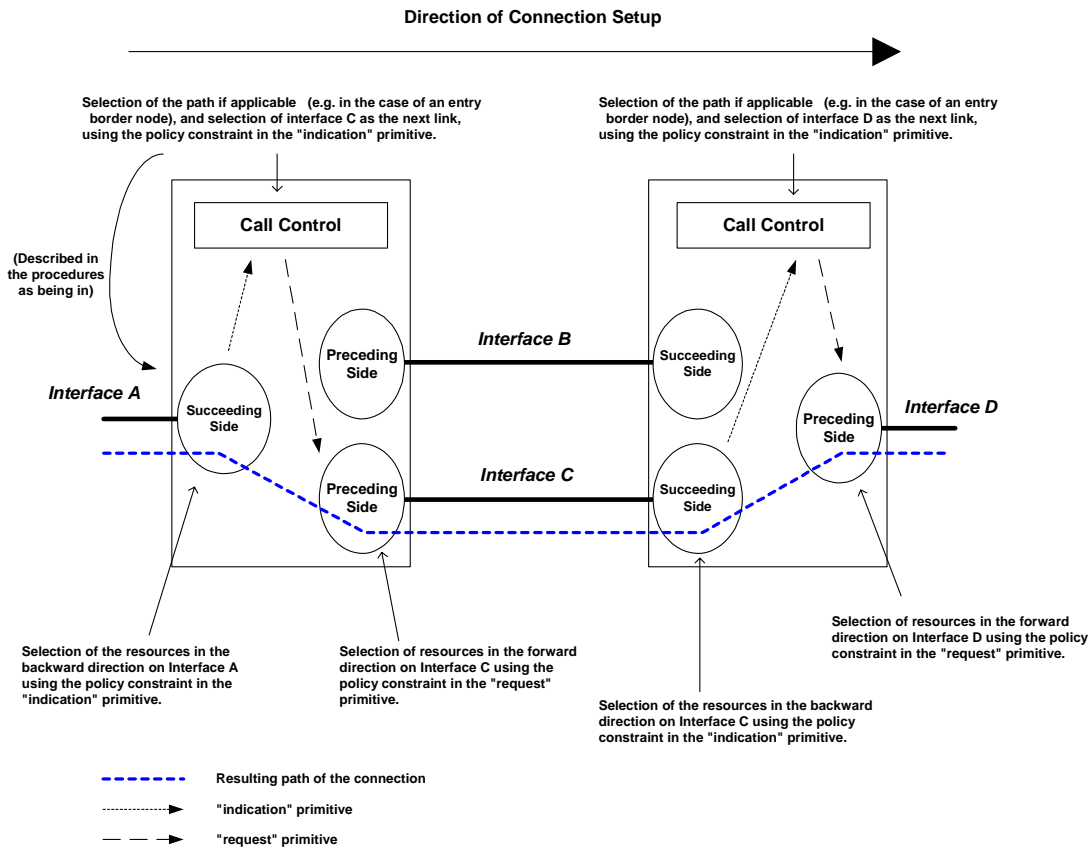 Direction of Connection Setup
Selection of the path if applicable (e.g. in the case of an entry
border node), and selection of interface C as the next link,
using the policy constraint in the "indication" primitive.
Selection of the path if applicable (e.g. in the case of an entry
border node), and selection of interface D as the next link,
using the policy constraint in the "indication" primitive.
Call Control
Call Control
(Described in
the procedures
as being in)
Interface A
Succeeding
Side
Preceding
Side
Interface B
Succeeding
Side
Preceding
Side
Interface D
Preceding
Side
Interface C
Succeeding
Side
Selection of the resources in the
backward direction on Interface A
using the policy constraint in the
"indication" primitive.
Selection of resources in the forward
direction on Interface C using the
policy constraint in the "request"
primitive.
Selection of the resources in the backward
direction on Interface C using the policy
constraint in the "indication" primitive.
Selection of resources in the forward
direction on Interface D using the policy
constraint in the "request" primitive.
Resulting path of the connection
"indication" primitive
"request" primitive